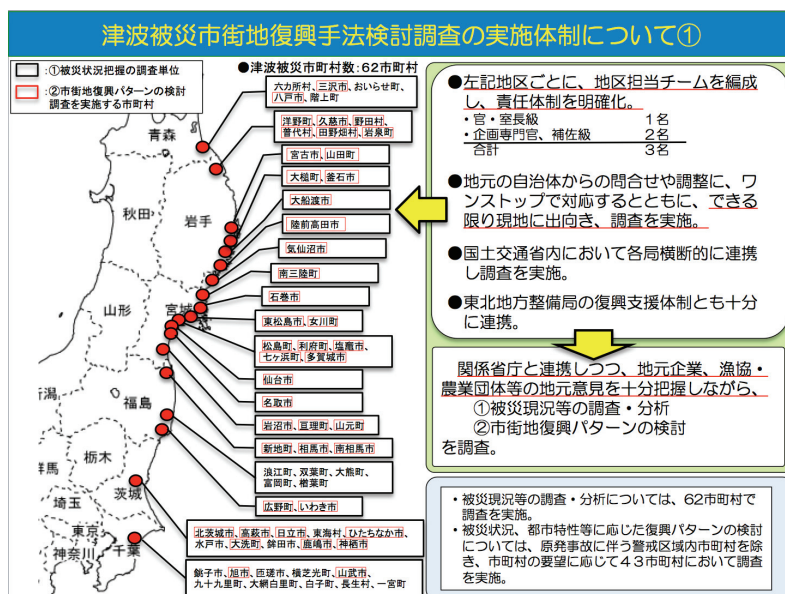 津波被災市街地復興手法検討調査の実施体制について①
:①被災状況把握の調査単位
:②市街地復興パターンの検討
調査を実施する市町村
●津波被災市町村数：62市町村
六カ所村、三沢市、おいらせ町、
八戸市、階上町
洋野町、久慈市、野田村、
普代村、田野畑村、岩泉町
宮古市、山田町
大槌町、釜石市
大船渡市
陸前高田市
気仙沼市
南三陸町
石巻市
東松島市、女川町
松島町、利府町、塩竈市、
七ヶ浜町、多賀城市
仙台市
名取市
岩沼市、亘理町、山元町
新地町、相馬市、南相馬市
浪江町、双葉町、大熊町、
富岡町、楢葉町
広野町、いわき市
北茨城市、高萩市、日立市、東海村、ひたちなか市、
水戸市、大洗町、鉾田市、鹿嶋市、神栖市
銚子市、旭市、匝瑳市、横芝光町、山武市、
九十九里町、大網白里町、白子町、長生村、一宮町
青森
秋田
岩手
山形
宮城
新潟
福島
群馬
栃木
茨城
埼玉
東京
神奈川
千葉
●左記地区ごとに、地区担当チームを編成
し、責任体制を明確化。
・官・室長級 1名
・企画専門官、補佐級 2名
合計 3名
●地元の自治体からの問合せや調整に、ワ
ンストップで対応するとともに、できる
限り現地に出向き、調査を実施。
●国土交通省内において各局横断的に連携
し調査を実施。
●東北地方整備局の復興支援体制とも十分
に連携。
関係省庁と連携しつつ、地元企業、漁協・
農業団体等の地元意見を十分把握しながら、
①被災現況等の調査・分析
②市街地復興パターンの検討
を調査。
・被災現況等の調査・分析については、62市町村で
調査を実施。
・被災状況、都市特性等に応じた復興パターンの検討
については、原発事故に伴う警戒区域内市町村を除
き、市町村の要望に応じて43市町村において調査
を実施。